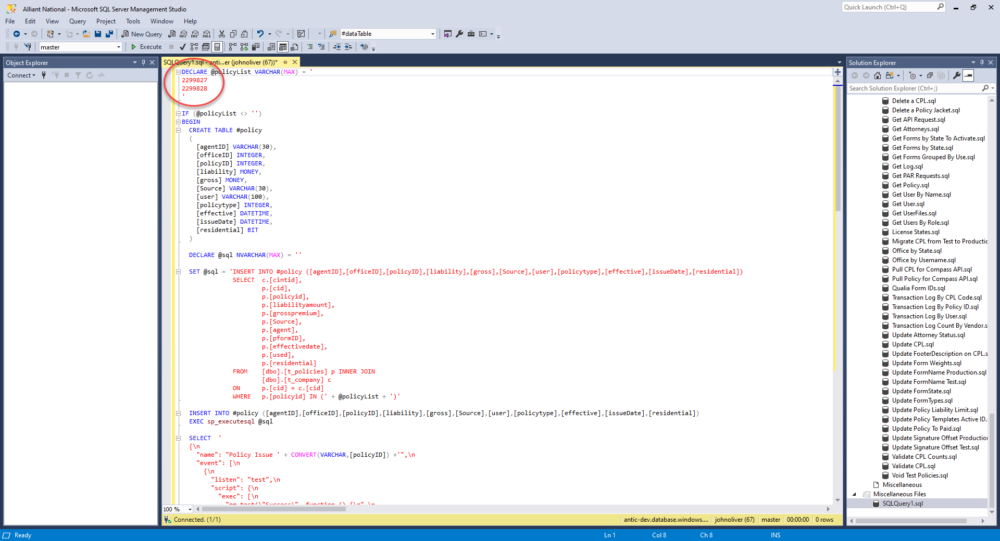 Alliant National - Microsoft SQL Server Management Studio
Quick Launch (Ctrl+Q)
File Edit View Query Project Tools Window Help
New Query
MDX DMX XMLA
#dataTable
master
Execute
Object Explorer
Connect
SQLQuery1.sql - anti...er (johnoliver (67))*
DECLARE @policyList VARCHAR(MAX) = '
2299827
2299828
'
IF (@policyList <> '')
BEGIN
CREATE TABLE #policy
(
[agentID] VARCHAR(30),
[officeID] INTEGER,
[policyID] INTEGER,
[liability] MONEY,
[gross] MONEY,
[Source] VARCHAR(30),
[user] VARCHAR(100),
[policytype] INTEGER,
[effective] DATETIME,
[issueDate] DATETIME,
[residential] BIT
)
DECLARE @sql NVARCHAR(MAX) = ''
SET @sql = 'INSERT INTO #policy ([agentID],[officeID],[policyID],[liability],[gross],[Source],[user],[policytype],[effective],[issueDate],[residential])
SELECT c.[cintid],
p.[cid],
p.[policyid],
p.[liabilityamount],
p.[grosspremium],
p.[Source],
p.[agent],
p.[pformID],
p.[effectivedate],
p.[used],
p.[residential]
FROM [dbo].[t_policies] p INNER JOIN
[dbo].[t_company] c
ON p.[cid] = c.[cid]
WHERE p.[policyid] IN (' + @policyList + ')'
INSERT INTO #policy ([agentID],[officeID],[policyID],[liability],[gross],[Source],[user],[policytype],[effective],[issueDate],[residential])
EXEC sp_executesql @sql
SELECT '
{\n
"name": "Policy Issue ' + CONVERT(VARCHAR,[policyID]) +'",\n
"event": [\n
{\n
"listen": "test",\n
"script": {\n
"exec": [\n
"pm.test(\"Success\", function () {\n",\n
100 %
Connected. (1/1)
antic-dev.database.windows.... johnoliver (67) master 00:00:00 0 rows
Solution Explorer
Search Solution Explorer (Ctrl+;)
Delete a CPL.sql
Delete a Policy Jacket.sql
Get API Request.sql
Get Attorneys.sql
Get Forms by State To Activate.sql
Get Forms by State.sql
Get Forms Grouped By Use.sql
Get Log.sql
Get PAR Requests.sql
Get Policy.sql
Get User By Name.sql
Get User.sql
Get UserFiles.sql
Get Users By Role.sql
License States.sql
Migrate CPL from Test to Productic
Office by State.sql
Office by Username.sql
Pull CPL for Compass API.sql
Pull Policy for Compass API.sql
Qualia Form IDs.sql
Transaction Log By CPL Code.sql
Transaction Log By Policy ID.sql
Transaction Log By User.sql
Transaction Log Count By Vendor.s
Update Attorney Status.sql
Update CPL.sql
Update FooterDescription on CPL.s
Update Form Weights.sql
Update FormName Production.sql
Update FormName Test.sql
Update FormState.sql
Update FormTypes.sql
Update Policy Liability Limit.sql
Update Policy Templates Active ID.
Update Policy To Paid.sql
Update Signature Offset Production
Update Signature Offset Test.sql
Validate CPL Counts.sql
Validate CPL.sql
Void Test Policies.sql
Miscellaneous
Miscellaneous Files
SQLQuery1.sql
Ready
Ln 1 Col 8 Ch 8 INS